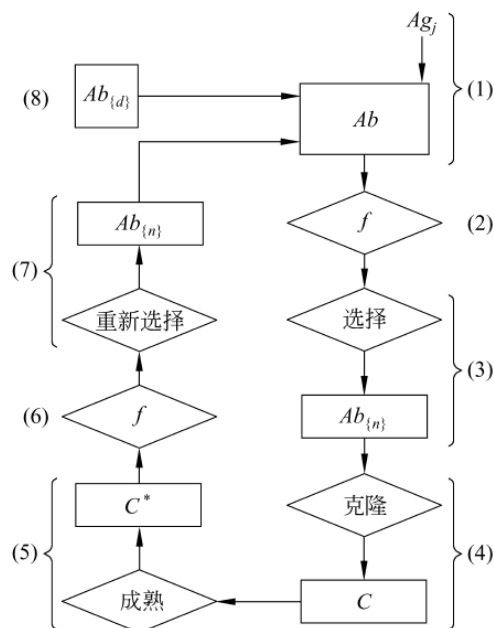 Ag_j
(1)
(8)
Ab_{d}
Ab
f
(2)
Ab_{n}
(7)
重新选择
选择
(3)
Ab_{n}
(6)
f
克隆
(4)
C*
(5)
成熟
C